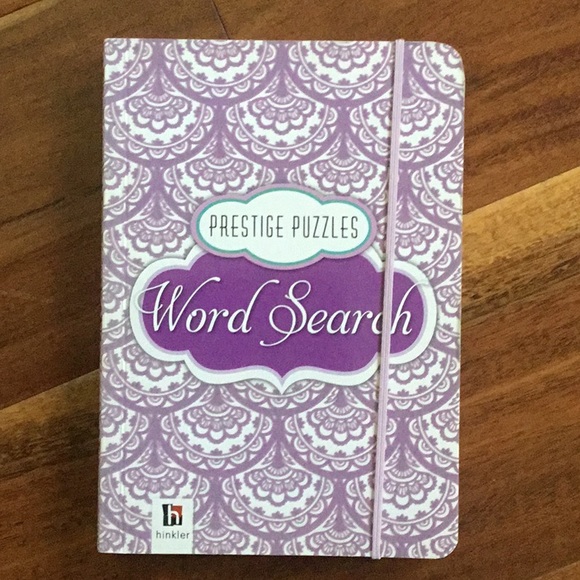 PRESTIGE PUZZLES
Word Search
h
hinkler